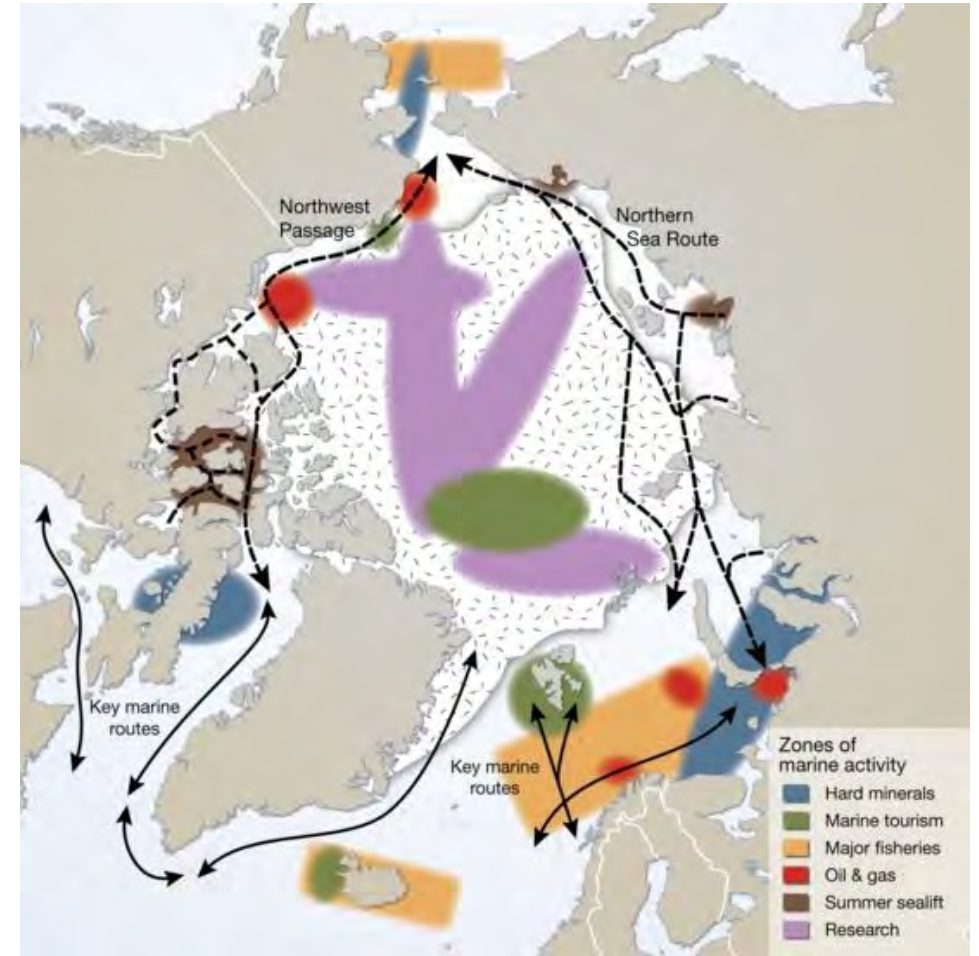 Northwest
Passage
Northern
Sea Route
Key marine
routes
Key marine
routes
Zones of
marine activity
Hard minerals
Marine tourism
Major fisheries
Oil & gas
Summer sealift
Research